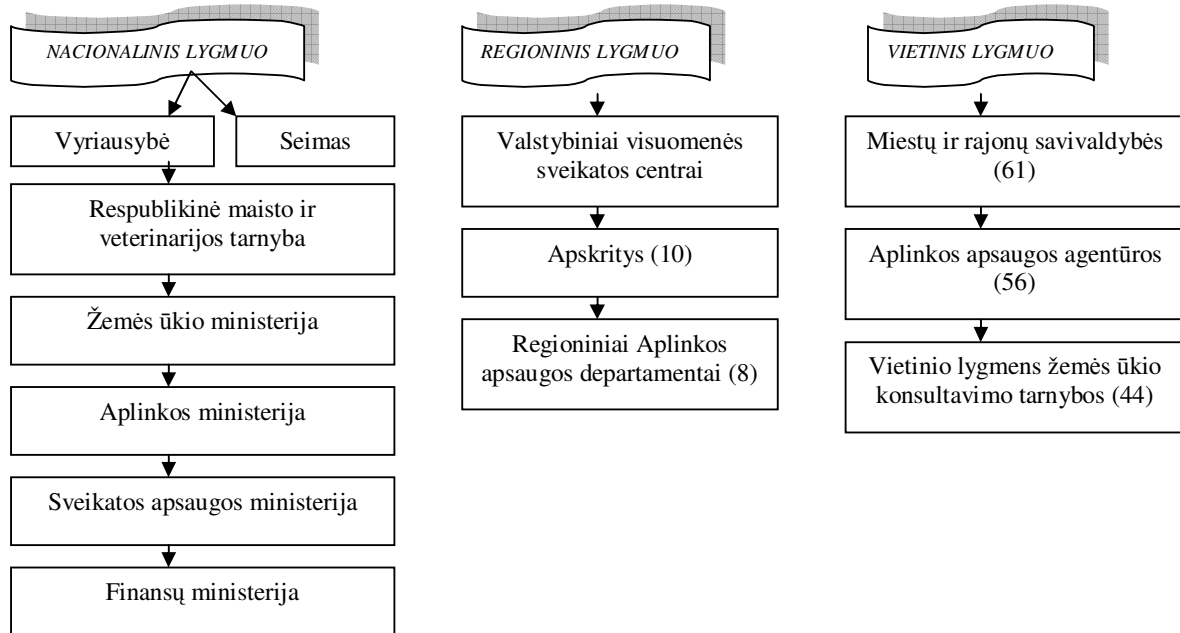 NACIONALINIS LYGMUO
Vyriausybė
Seimas
Respublikinė maisto ir
veterinarijos tarnyba
Žemės ūkio ministerija
Aplinkos ministerija
Sveikatos apsaugos ministerija
Finansų ministerija
REGIONINIS LYGMUO
Valstybiniai visuomenės
sveikatos centrai
Apskritys (10)
Regioniniai Aplinkos
apsaugos departamentai (8)
VIETINIS LYGMUO
Miestų ir rajonų savivaldybės
(61)
Aplinkos apsaugos agentūros
(56)
Vietinio lygmens žemės ūkio
konsultavimo tarnybos (44)